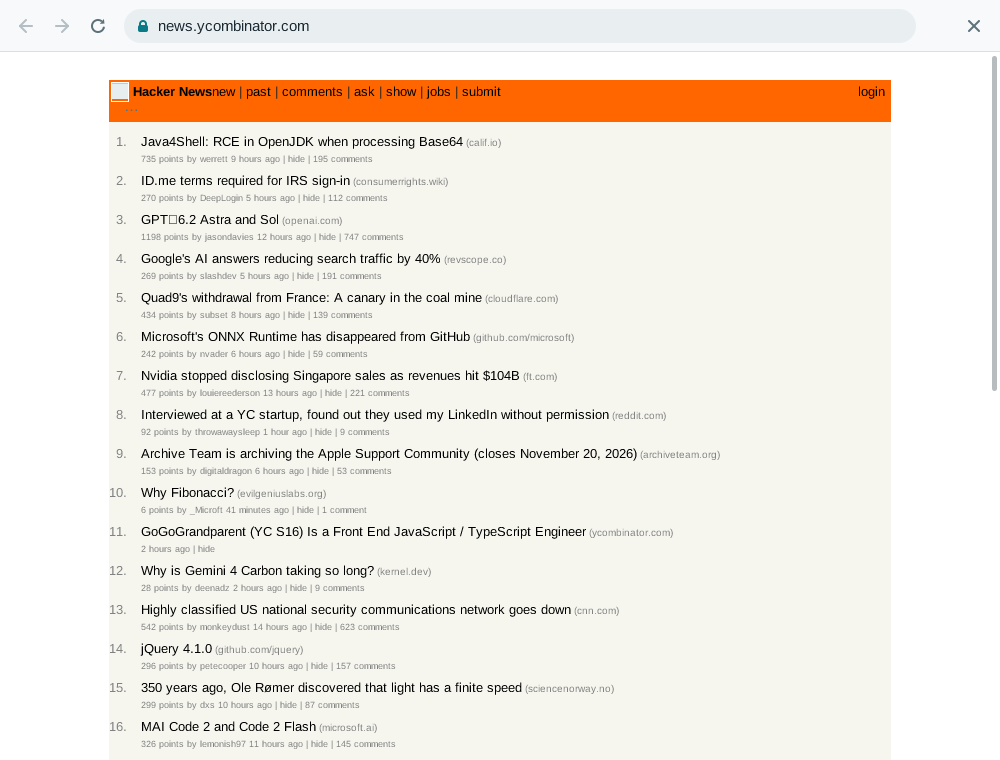 news.ycombinator.com
Hacker Newsnew | past | comments | ask | show | jobs | submit login
1. Java4Shell: RCE in OpenJDK when processing Base64 (calif.io)
735 points by werrett 9 hours ago | hide | 195 comments
2. ID.me terms required for IRS sign-in (consumerrights.wiki)
270 points by DeepLogin 5 hours ago | hide | 112 comments
3. GPT□6.2 Astra and Sol (openai.com)
1198 points by jasondavies 12 hours ago | hide | 747 comments
4. Google's AI answers reducing search traffic by 40% (revscope.co)
269 points by slashdev 5 hours ago | hide | 191 comments
5. Quad9's withdrawal from France: A canary in the coal mine (cloudflare.com)
434 points by subset 8 hours ago | hide | 139 comments
6. Microsoft's ONNX Runtime has disappeared from GitHub (github.com/microsoft)
242 points by nvader 6 hours ago | hide | 59 comments
7. Nvidia stopped disclosing Singapore sales as revenues hit $104B (ft.com)
477 points by louiereederson 13 hours ago | hide | 221 comments
8. Interviewed at a YC startup, found out they used my LinkedIn without permission (reddit.com)
92 points by throwawaysleep 1 hour ago | hide | 9 comments
9. Archive Team is archiving the Apple Support Community (closes November 20, 2026) (archiveteam.org)
153 points by digitaldragon 6 hours ago | hide | 53 comments
10. Why Fibonacci? (evilgeniuslabs.org)
6 points by _Microft 41 minutes ago | hide | 1 comment
11. GoGoGrandparent (YC S16) Is a Front End JavaScript / TypeScript Engineer (ycombinator.com)
2 hours ago | hide
12. Why is Gemini 4 Carbon taking so long? (kernel.dev)
28 points by deenadz 2 hours ago | hide | 9 comments
13. Highly classified US national security communications network goes down (cnn.com)
542 points by monkeydust 14 hours ago | hide | 623 comments
14. jQuery 4.1.0 (github.com/jquery)
296 points by petecooper 10 hours ago | hide | 157 comments
15. 350 years ago, Ole Rømer discovered that light has a finite speed (sciencenorway.no)
299 points by dxs 10 hours ago | hide | 87 comments
16. MAI Code 2 and Code 2 Flash (microsoft.ai)
326 points by lemonish97 11 hours ago | hide | 145 comments